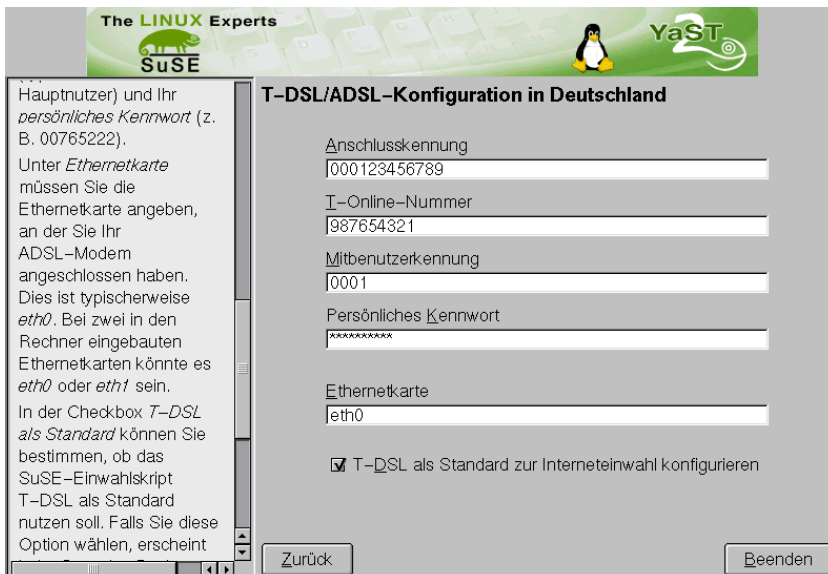 The LINUX Experts
SuSE
YaST
2
Hauptnutzer) und Ihr
persönliches Kennwort (z.
B. 00765222).
Unter Ethernetkarte
müssen Sie die
Ethernetkarte angeben,
an der Sie Ihr
ADSL–Modem
angeschlossen haben.
Dies ist typischerweise
eth0. Bei zwei in den
Rechner eingebauten
Ethernetkarten könnte es
eth0 oder eth1 sein.
In der Checkbox T–DSL
als Standard können Sie
bestimmen, ob das
SuSE–Einwahlskript
T–DSL als Standard
nutzen soll. Falls Sie diese
Option wählen, erscheint
T–DSL/ADSL–Konfiguration in Deutschland
Anschlusskennung
000123456789
T–Online–Nummer
987654321
Mitbenutzerkennung
0001
Persönliches Kennwort
**********
Ethernetkarte
eth0
T–DSL als Standard zur Interneteinwahl konfigurieren
Zurück
Beenden